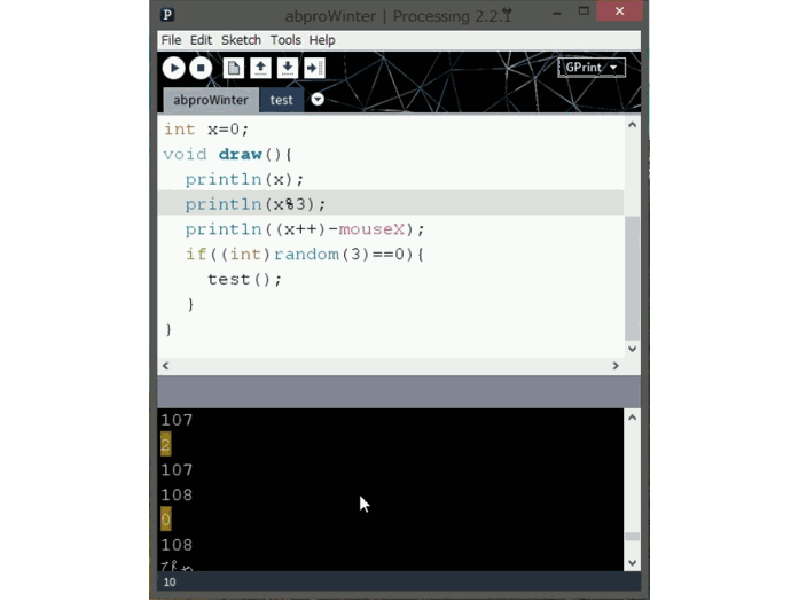 abproWinter | Processing 2.2.1
File Edit Sketch Tools Help
GPrint
abproWinter test
int x=0;
void draw(){
println(x);
println(x%3);
println((x++)-mouseX);
if((int)random(3)==0){
test();
}
}
107
2
107
108
0
108
10